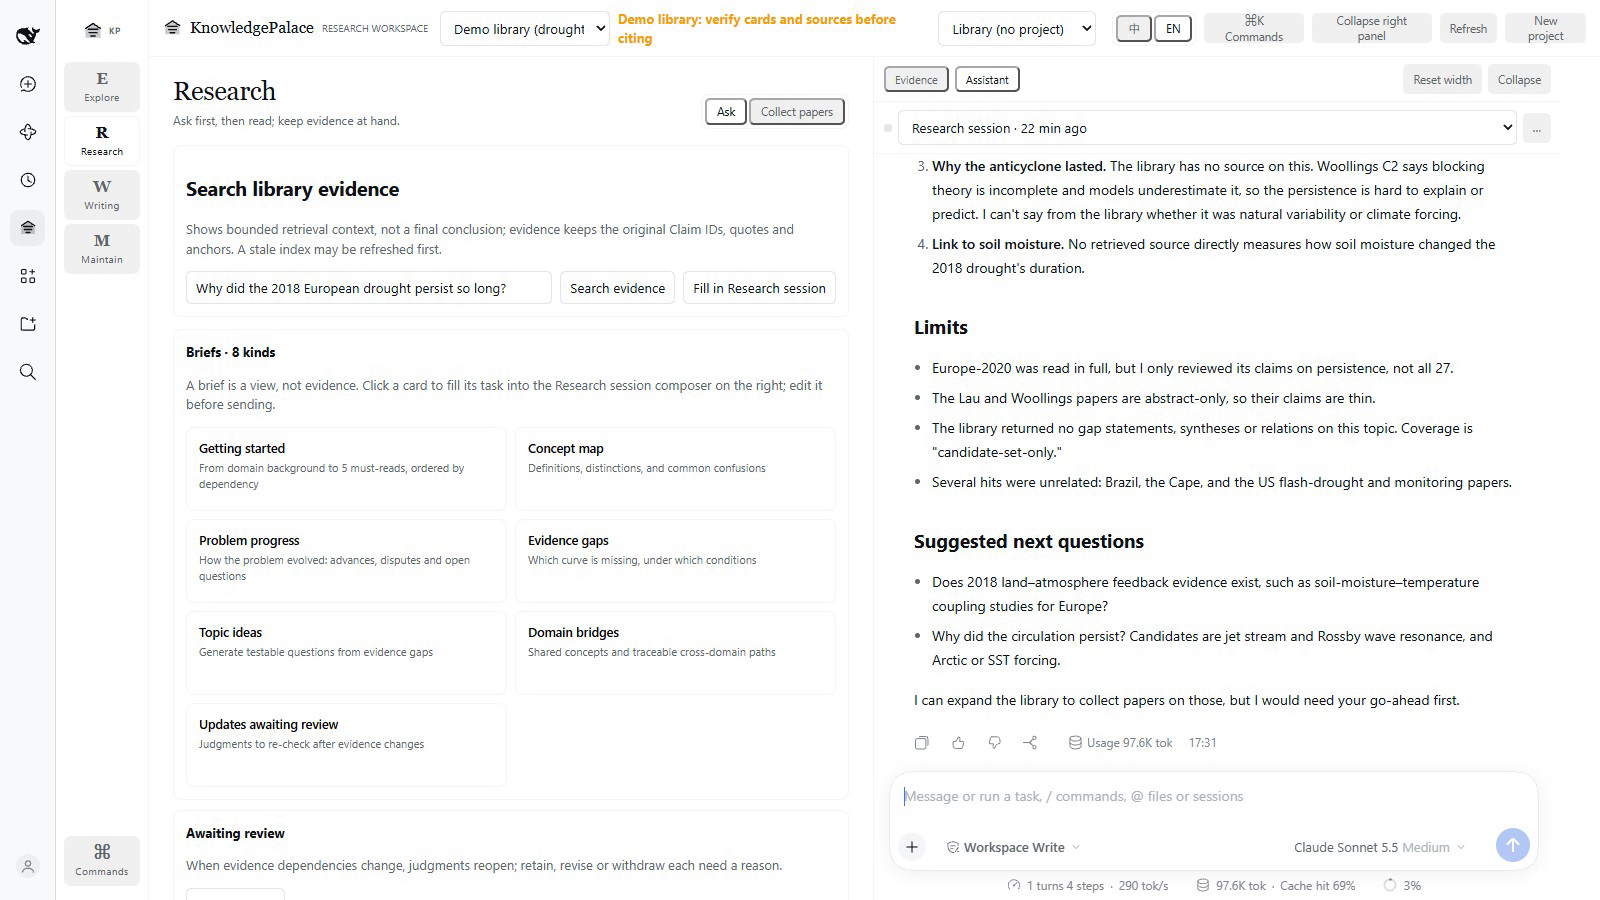 KP
E
Explore
R
Research
W
Writing
M
Maintain
⌘
Commands
KnowledgePalace
RESEARCH WORKSPACE
Demo library (drought
Demo library: verify cards and sources before
citing
Library (no project)
中
EN
⌘K
Commands
Collapse right
panel
Refresh
New
project
Research
Ask first, then read; keep evidence at hand.
Ask
Collect papers
Search library evidence
Shows bounded retrieval context, not a final conclusion; evidence keeps the original Claim IDs, quotes and
anchors. A stale index may be refreshed first.
Why did the 2018 European drought persist so long?
Search evidence
Fill in Research session
Briefs · 8 kinds
A brief is a view, not evidence. Click a card to fill its task into the Research session composer on the right; edit it
before sending.
Getting started
From domain background to 5 must-reads, ordered by
dependency
Concept map
Definitions, distinctions, and common confusions
Problem progress
How the problem evolved: advances, disputes and open
questions
Evidence gaps
Which curve is missing, under which conditions
Topic ideas
Generate testable questions from evidence gaps
Domain bridges
Shared concepts and traceable cross-domain paths
Updates awaiting review
Judgments to re-check after evidence changes
Awaiting review
When evidence dependencies change, judgments reopen; retain, revise or withdraw each need a reason.
Evidence
Assistant
Reset width
Collapse
Research session · 22 min ago
...
3. Why the anticyclone lasted. The library has no source on this. Woollings C2 says blocking
theory is incomplete and models underestimate it, so the persistence is hard to explain or
predict. I can't say from the library whether it was natural variability or climate forcing.
4. Link to soil moisture. No retrieved source directly measures how soil moisture changed the
2018 drought's duration.
Limits
• Europe-2020 was read in full, but I only reviewed its claims on persistence, not all 27.
• The Lau and Woollings papers are abstract-only, so their claims are thin.
• The library returned no gap statements, syntheses or relations on this topic. Coverage is
"candidate-set-only."
• Several hits were unrelated: Brazil, the Cape, and the US flash-drought and monitoring papers.
Suggested next questions
• Does 2018 land–atmosphere feedback evidence exist, such as soil-moisture–temperature
coupling studies for Europe?
• Why did the circulation persist? Candidates are jet stream and Rossby wave resonance, and
Arctic or SST forcing.
I can expand the library to collect papers on those, but I would need your go-ahead first.
Usage 97.6K tok
17:31
Message or run a task, / commands, @ files or sessions
Workspace Write
Claude Sonnet 5.5 Medium
1 turns 4 steps · 290 tok/s
97.6K tok · Cache hit 69%
3%